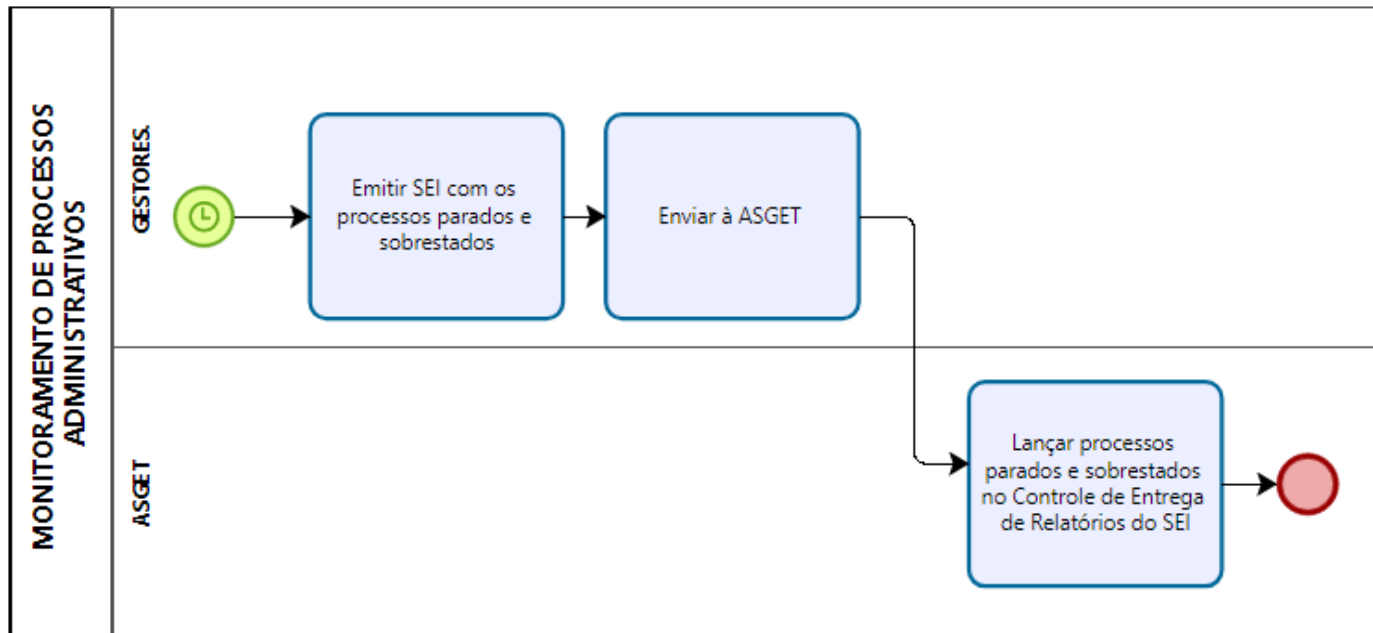 MONITORAMENTO DE PROCESSOS
ADMINISTRATIVOS
GESTORES.
Emitir SEI com os
processos parados e
sobrestados
Enviar à ASGET
ASGET
Lançar processos
parados e sobrestados
no Controle de Entrega
de Relatórios do SEI